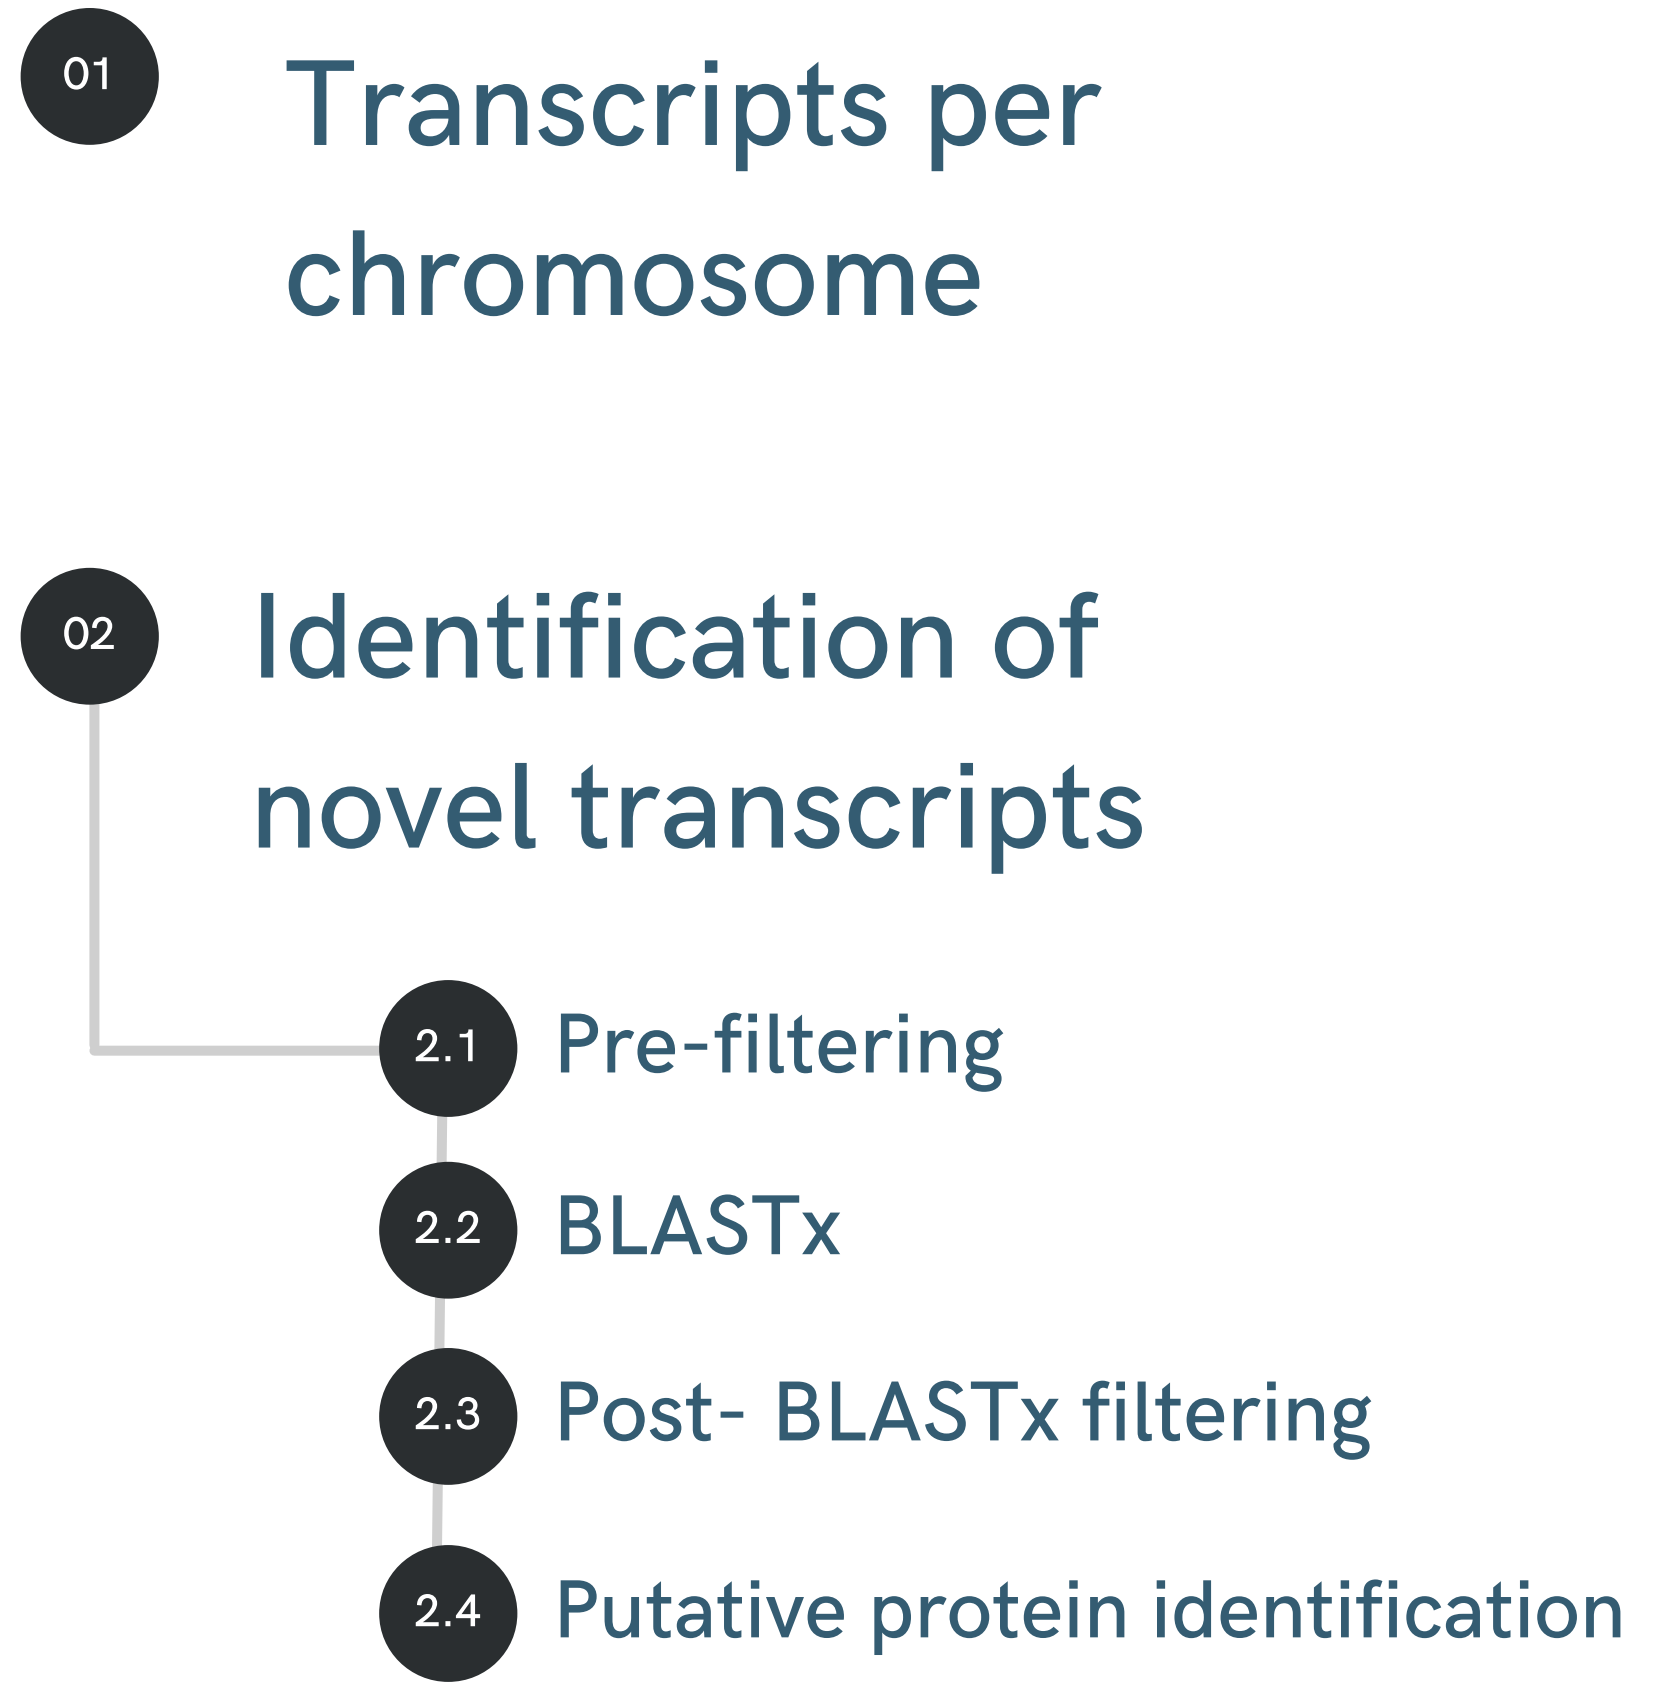 01
Transcripts per
chromosome
02
Identification of
novel transcripts
2.1 Pre-filtering
2.2 BLASTx
2.3 Post- BLASTx filtering
2.4 Putative protein identification